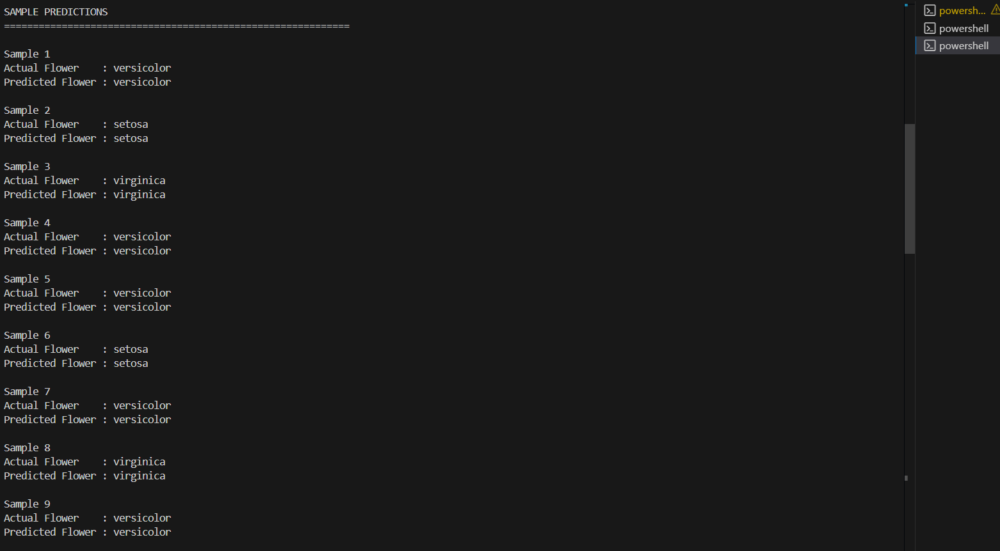 SAMPLE PREDICTIONS
============================================================
Sample 1
Actual Flower    : versicolor
Predicted Flower : versicolor
Sample 2
Actual Flower    : setosa
Predicted Flower : setosa
Sample 3
Actual Flower    : virginica
Predicted Flower : virginica
Sample 4
Actual Flower    : versicolor
Predicted Flower : versicolor
Sample 5
Actual Flower    : versicolor
Predicted Flower : versicolor
Sample 6
Actual Flower    : setosa
Predicted Flower : setosa
Sample 7
Actual Flower    : versicolor
Predicted Flower : versicolor
Sample 8
Actual Flower    : virginica
Predicted Flower : virginica
Sample 9
Actual Flower    : versicolor
Predicted Flower : versicolor
powersh...
powershell
powershell